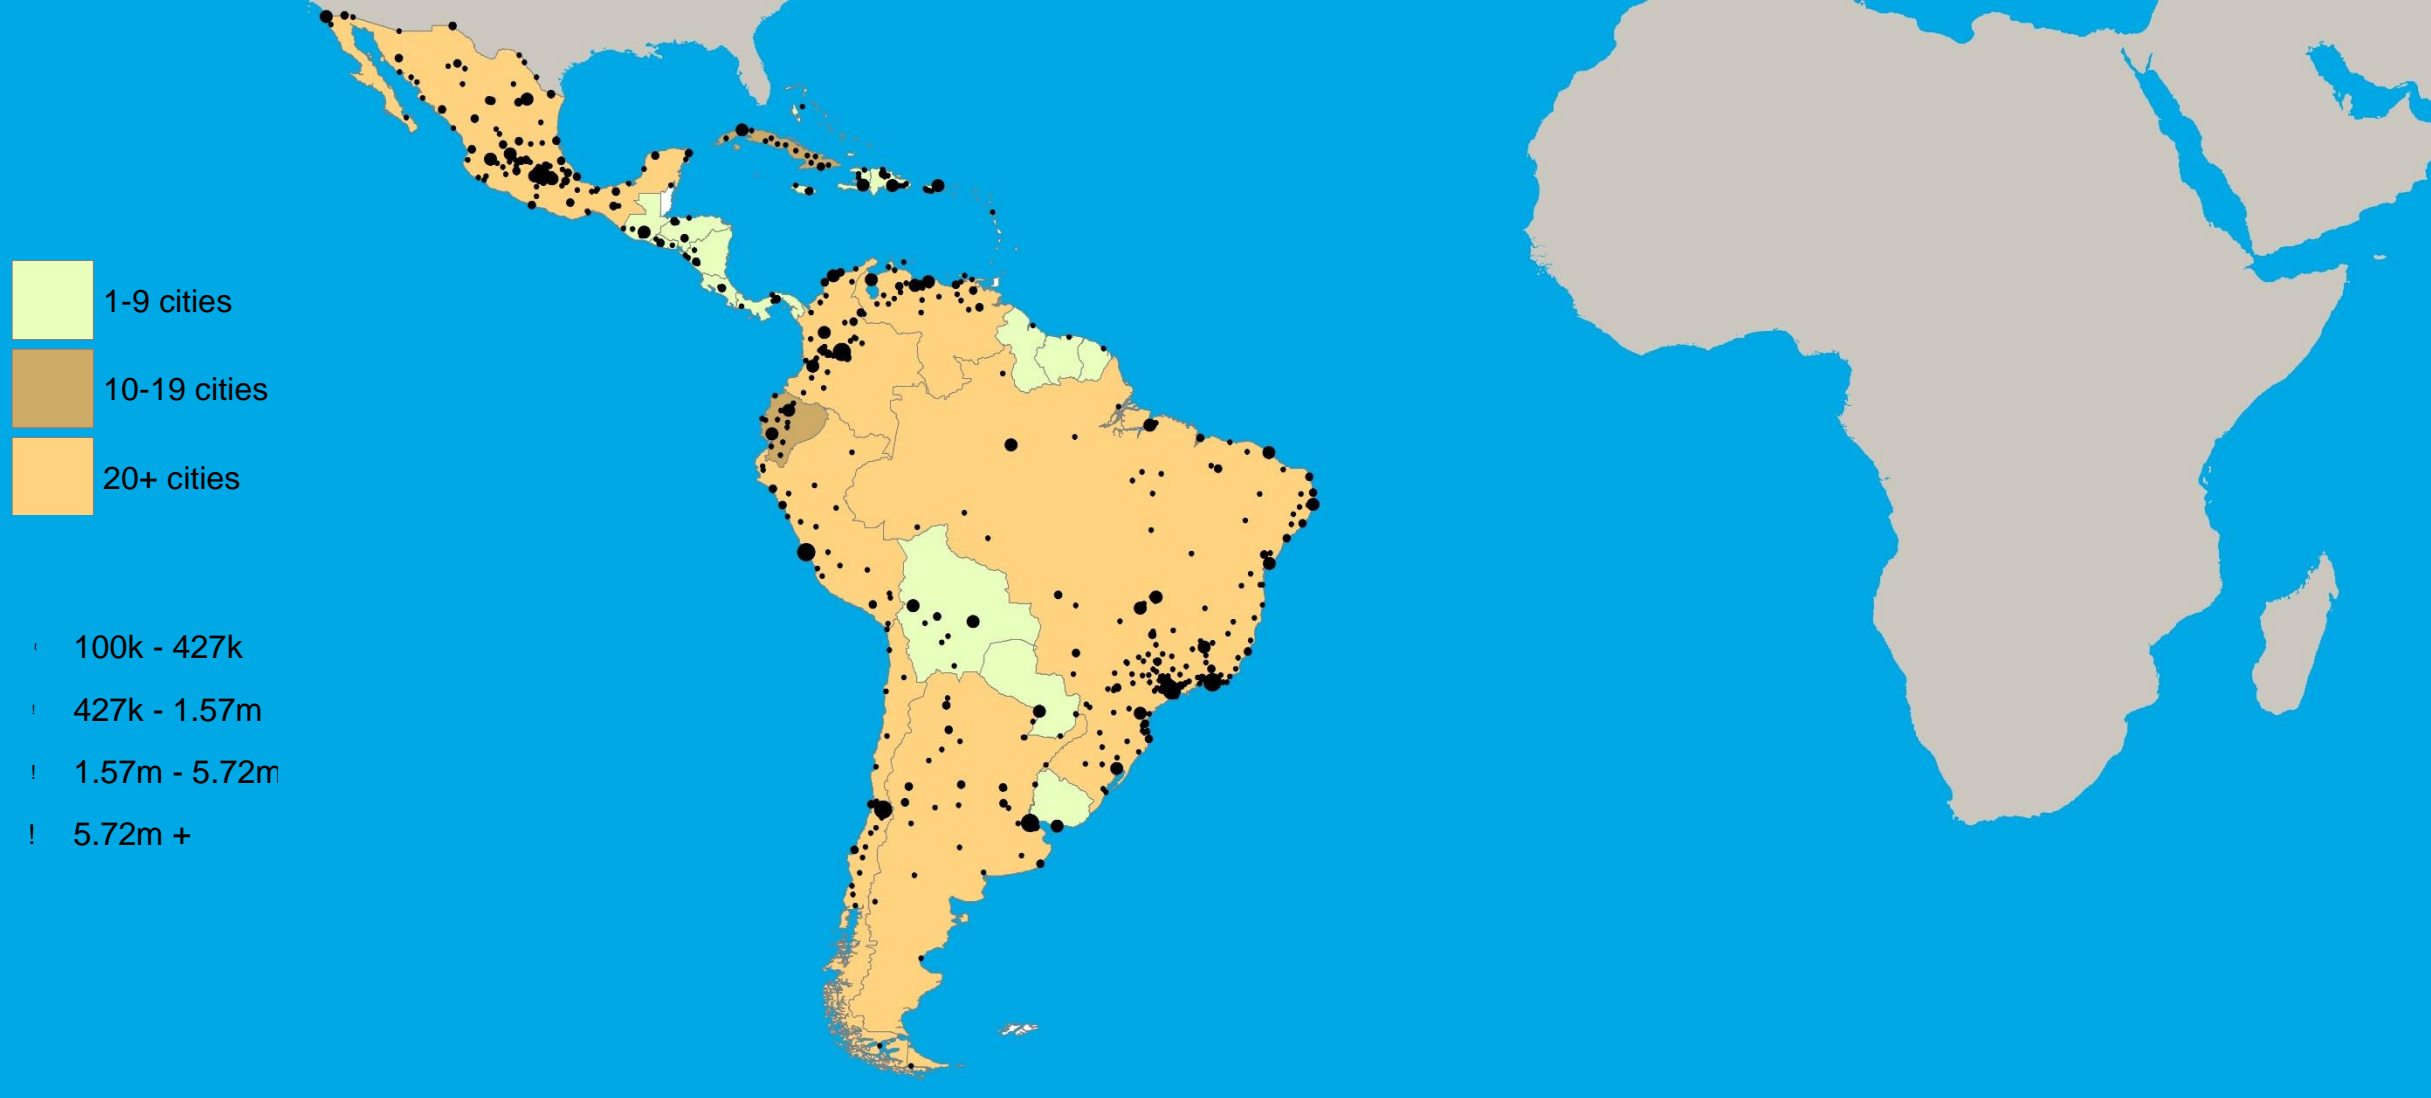 1-9 cities
10-19 cities
20+ cities
100k - 427k
! 427k - 1.57m
! 1.57m - 5.72m
! 5.72m +